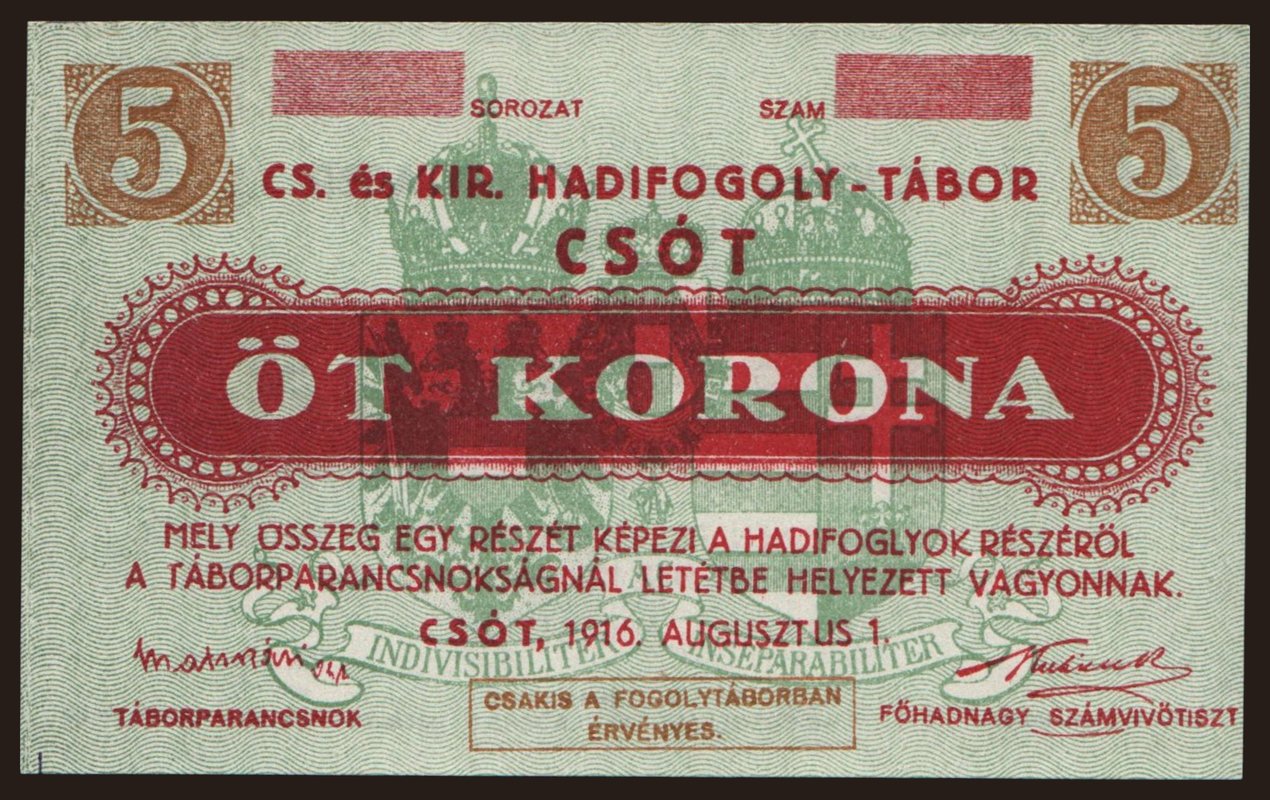 5 SOROZAT SZAM 5
CS. és KIR. HADIFOGOLY-TÁBOR
CSÓT
ÖT KORONA
MELY ÖSSZEG EGY RÉSZÉT KÉPEZI A HADIFOGLYOK RÉSZÉRŐL
A TÁBORPARANCSNOKSÁGNÁL LETÉTBE HELYEZETT VAGYONNAK.
CSÓT, 1916. AUGUSZTUS 1.
INDIVISIBILITER AC INSEPARABILITER
TÁBORPARANCSNOK
CSAKIS A FOGOLYTÁBORBAN
ÉRVÉNYES.
FŐHADNAGY SZÁMVIVŐTISZT